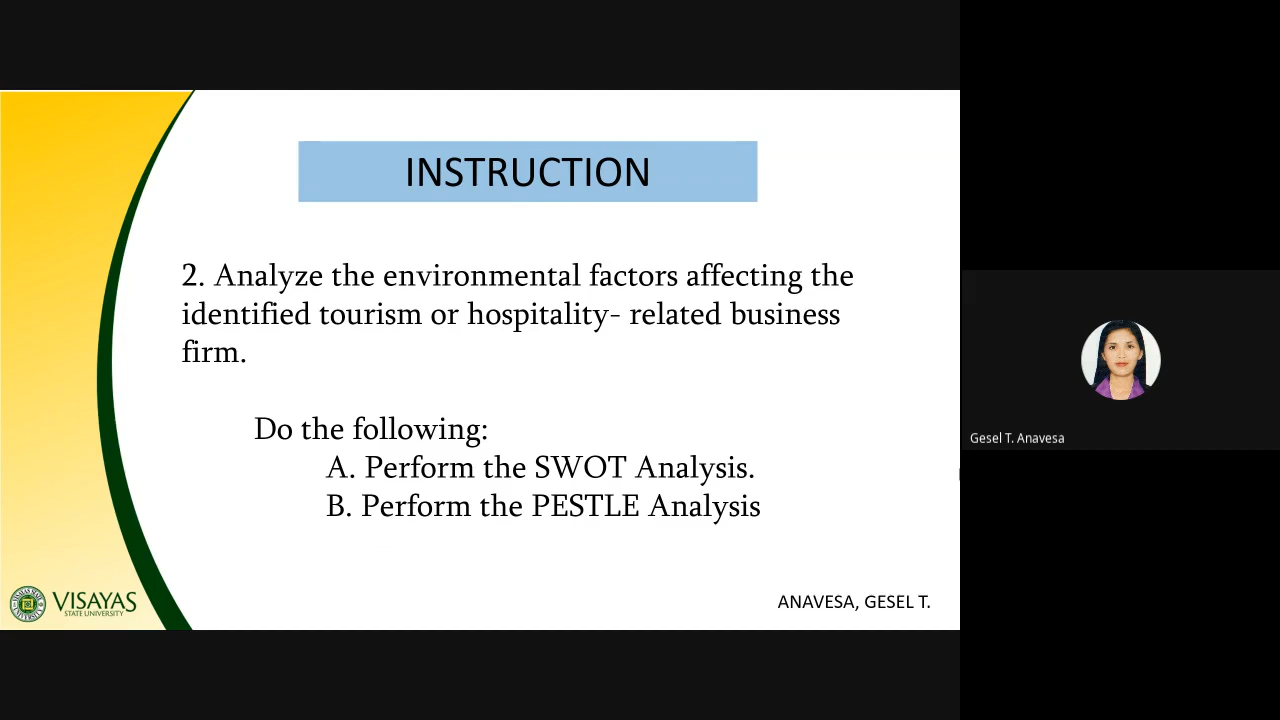 INSTRUCTION
2. Analyze the environmental factors affecting the
identified tourism or hospitality- related business
firm.
Do the following:
A. Perform the SWOT Analysis.
B. Perform the PESTLE Analysis
VISAYAS
STATE UNIVERSITY
ANAVESA, GESEL T.
Gesel T. Anavesa